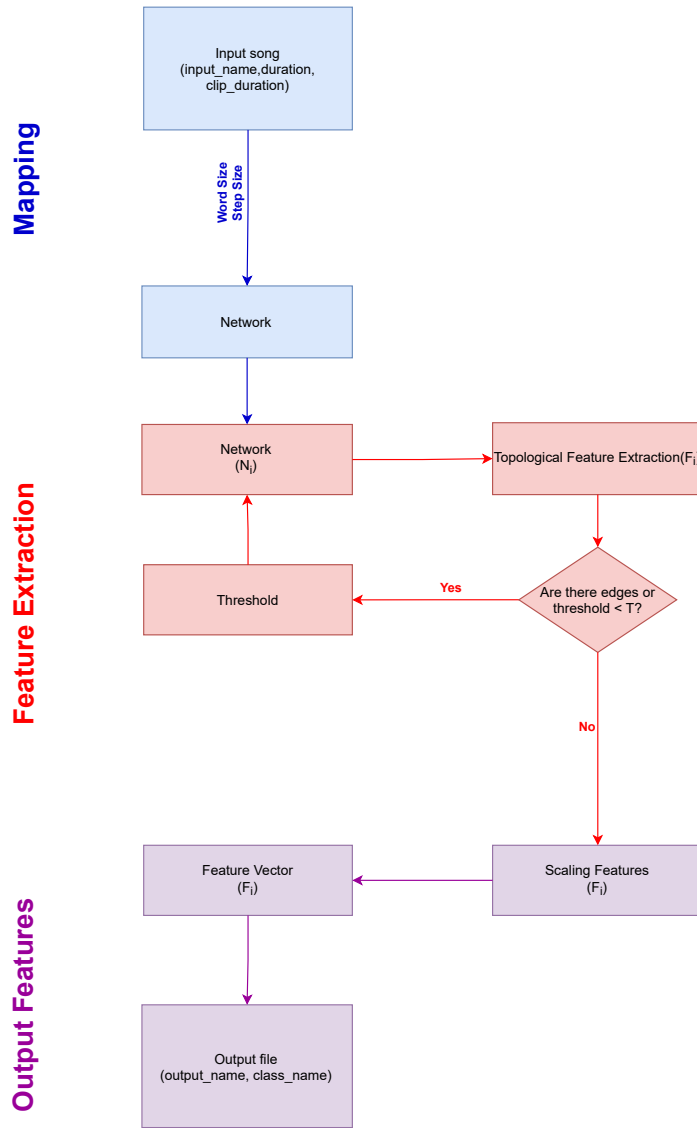 Mapping
Input song
(input_name,duration,
clip_duration)
Word Size
Step Size
Network
Feature Extraction
Network
(Nᵢ)
Topological Feature Extraction(Fᵢ)
Threshold
Yes
Are there edges or
threshold < T?
No
Output Features
Feature Vector
(Fᵢ)
Scaling Features
(Fᵢ)
Output file
(output_name, class_name)